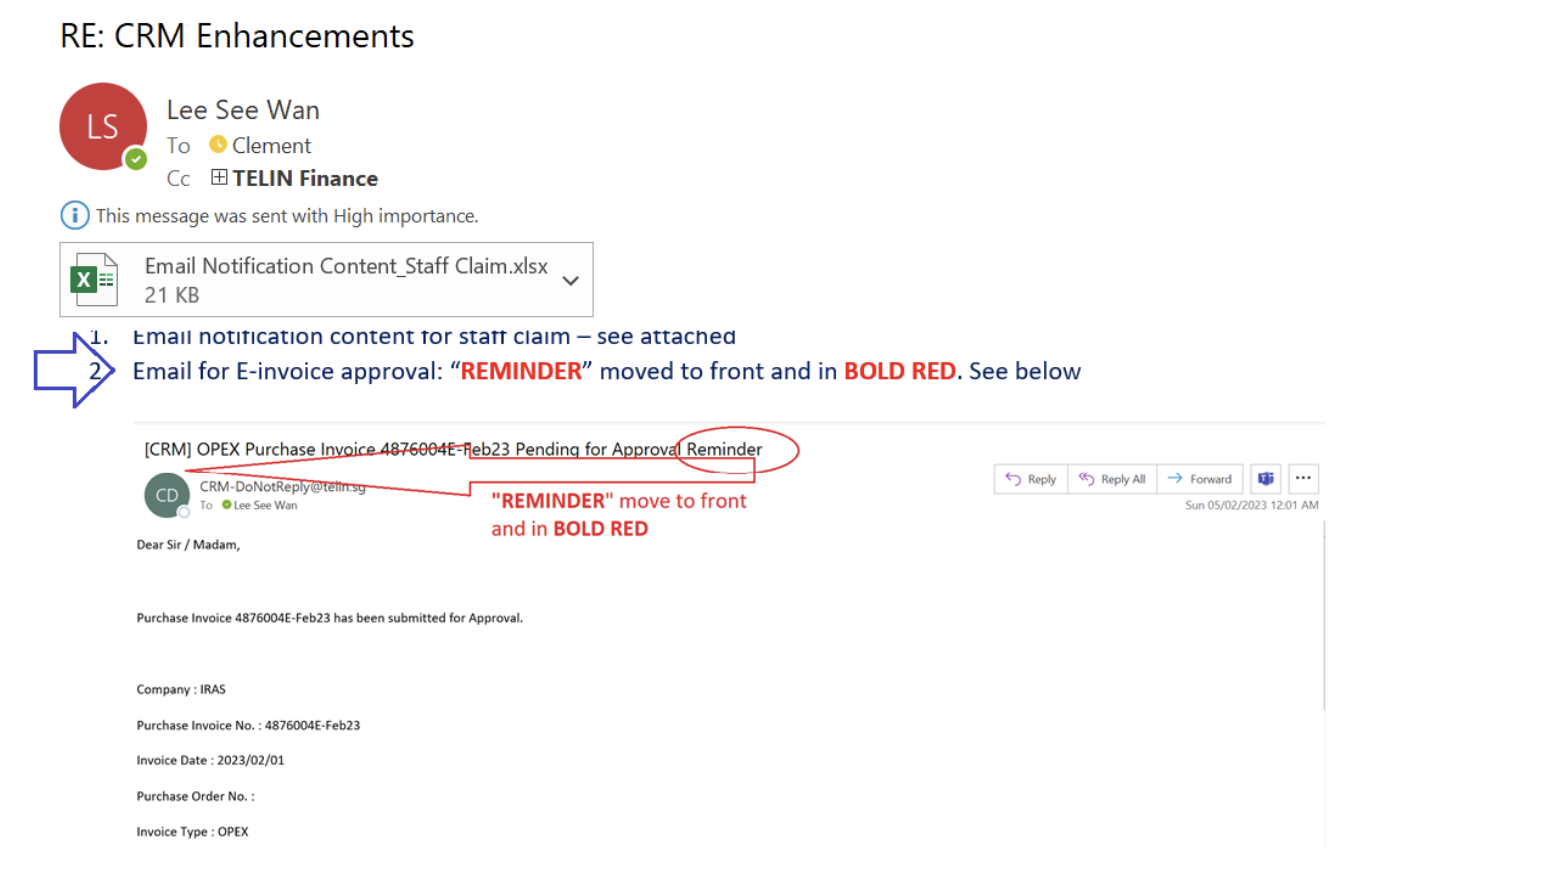 RE: CRM Enhancements
LS
Lee See Wan
To Clement
Cc TELIN Finance
This message was sent with High importance.
Email Notification Content_Staff Claim.xlsx
21 KB
1. Email notification content for staff claim – see attached
2 Email for E-invoice approval: “REMINDER” moved to front and in BOLD RED. See below
[CRM] OPEX Purchase Invoice 4876004E-Feb23 Pending for Approval Reminder
CD
CRM-DoNotReply@telin.sg
To Lee See Wan
Reply Reply All Forward
Sun 05/02/2023 12:01 AM
"REMINDER" move to front
and in BOLD RED
Dear Sir / Madam,
Purchase Invoice 4876004E-Feb23 has been submitted for Approval.
Company : IRAS
Purchase Invoice No. : 4876004E-Feb23
Invoice Date : 2023/02/01
Purchase Order No. :
Invoice Type : OPEX